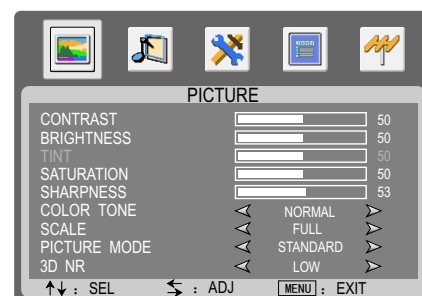 PICTURE
CONTRAST 50
BRIGHTNESS 50
TINT 50
SATURATION 50
SHARPNESS 53
COLOR TONE NORMAL
SCALE FULL
PICTURE MODE STANDARD
3D NR LOW
: SEL : ADJ MENU : EXIT